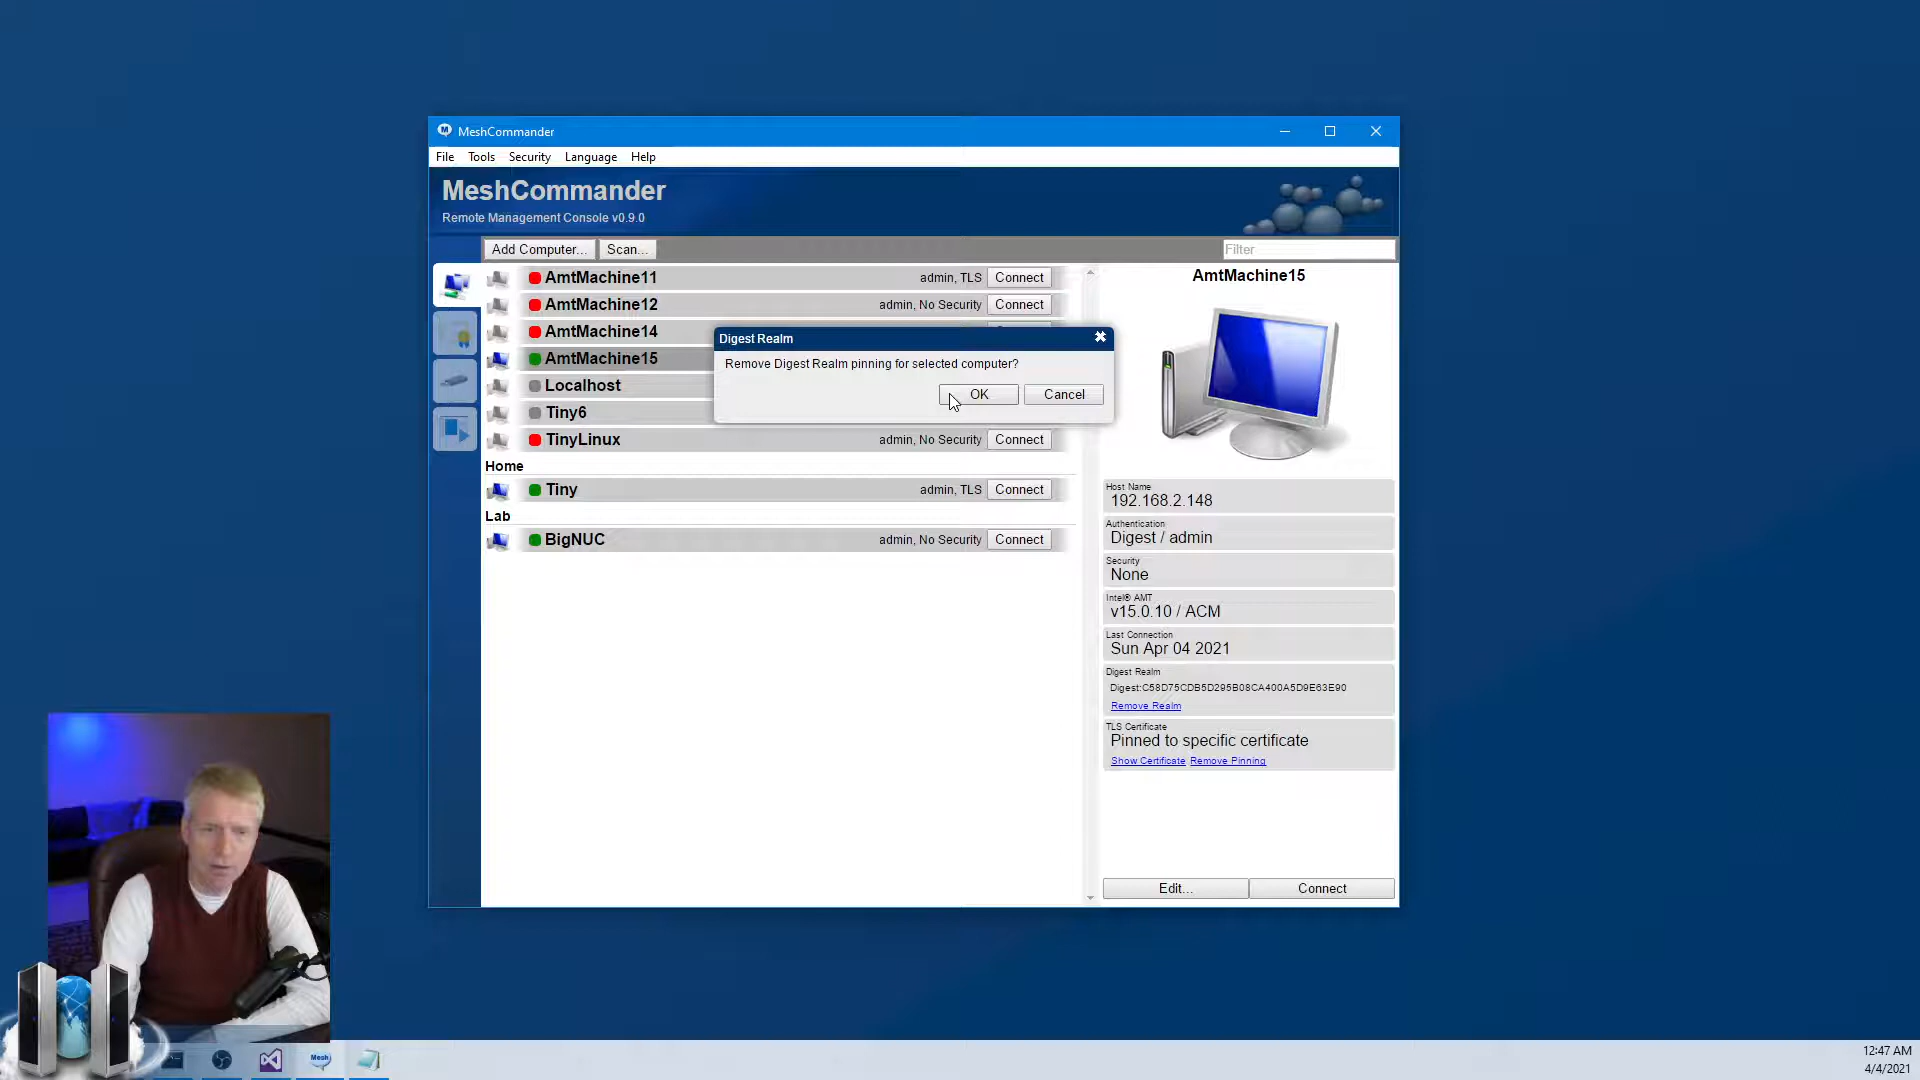 MeshCommander
File Tools Security Language Help
MeshCommander
Remote Management Console v0.9.0
Add Computer... Scan... Filter
AmtMachine11 admin, TLS Connect
AmtMachine12 admin, No Security Connect
AmtMachine14
AmtMachine15
Localhost
Tiny6
TinyLinux admin, No Security Connect
Home
Tiny admin, TLS Connect
Lab
BigNUC admin, No Security Connect
Digest Realm
Remove Digest Realm pinning for selected computer?
OK Cancel
AmtMachine15
Host Name
192.168.2.148
Authentication
Digest / admin
Security
None
Intel® AMT
v15.0.10 / ACM
Last Connection
Sun Apr 04 2021
Digest Realm
Digest:C58D75CDB5D295B08CA400A5D9E63E90
Remove Realm
TLS Certificate
Pinned to specific certificate
Show Certificate Remove Pinning
Edit... Connect
Mesh
12:47 AM
4/4/2021